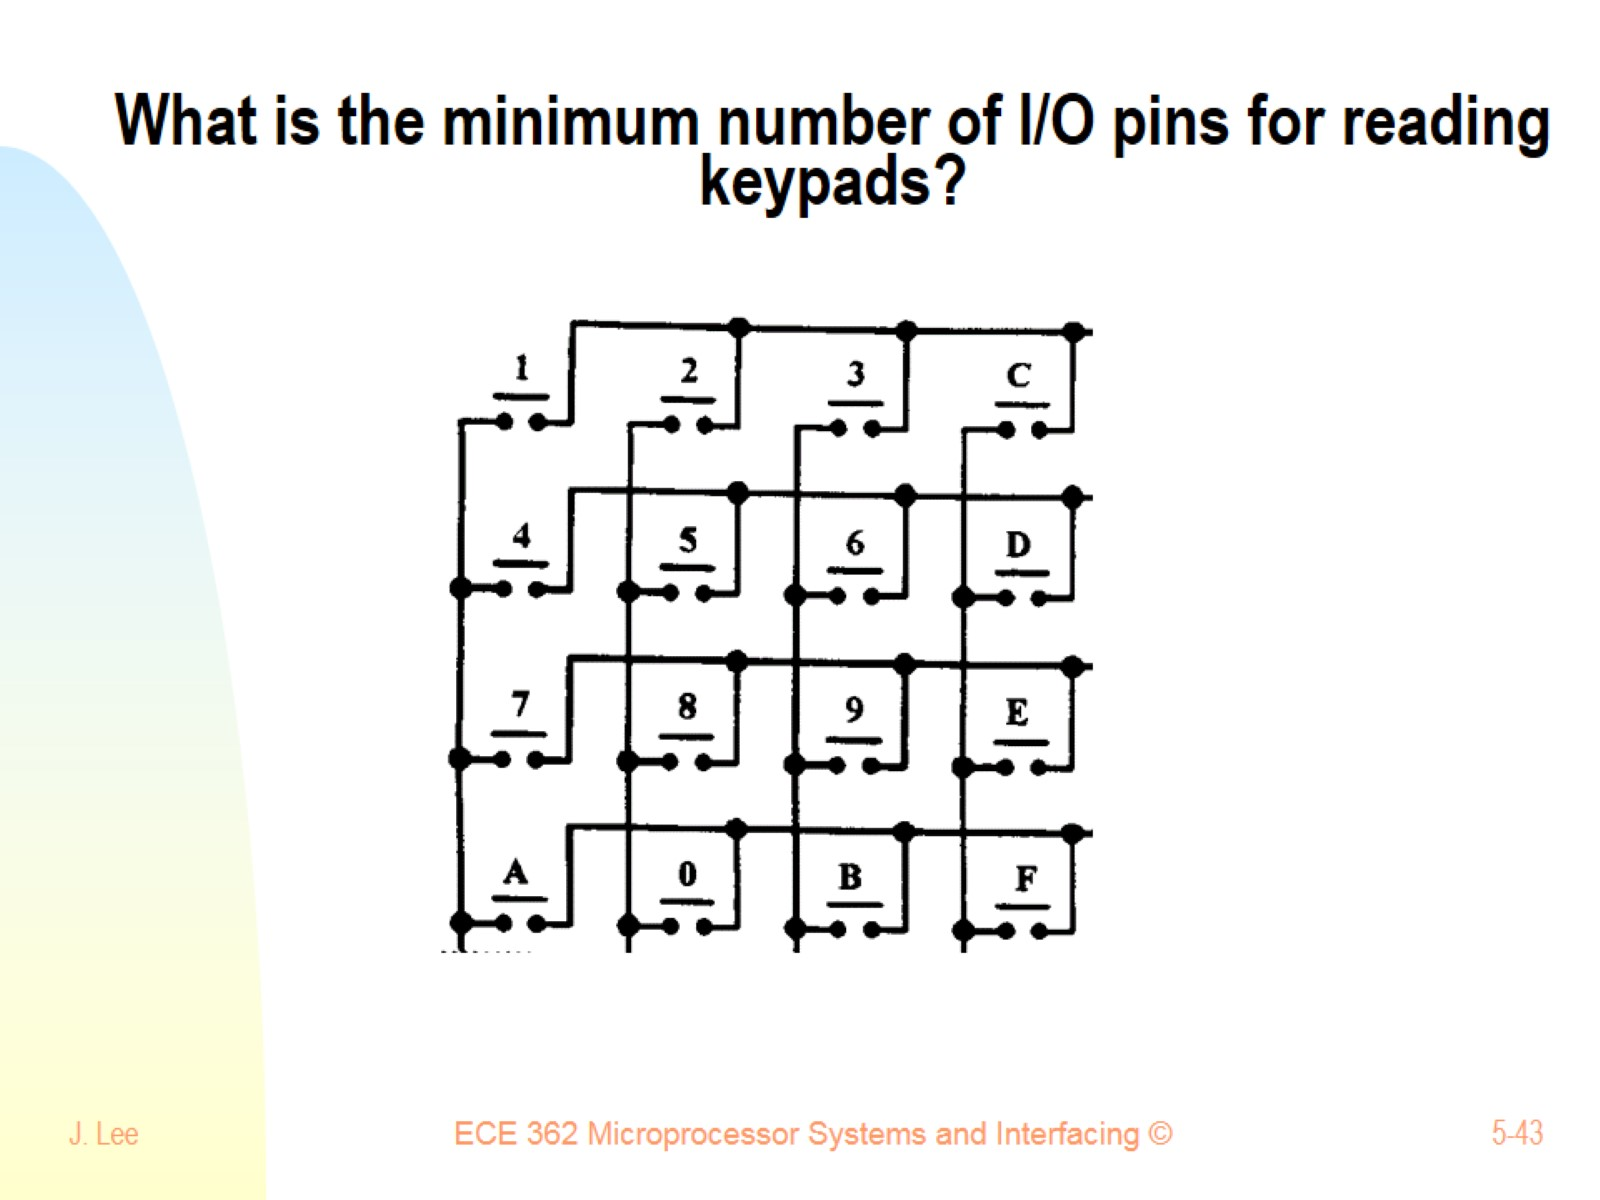 What is the minimum number of I/O pins for reading
keypads?
1 2 3 C
4 5 6 D
7 8 9 E
A 0 B F
J. Lee ECE 362 Microprocessor Systems and Interfacing © 5-43